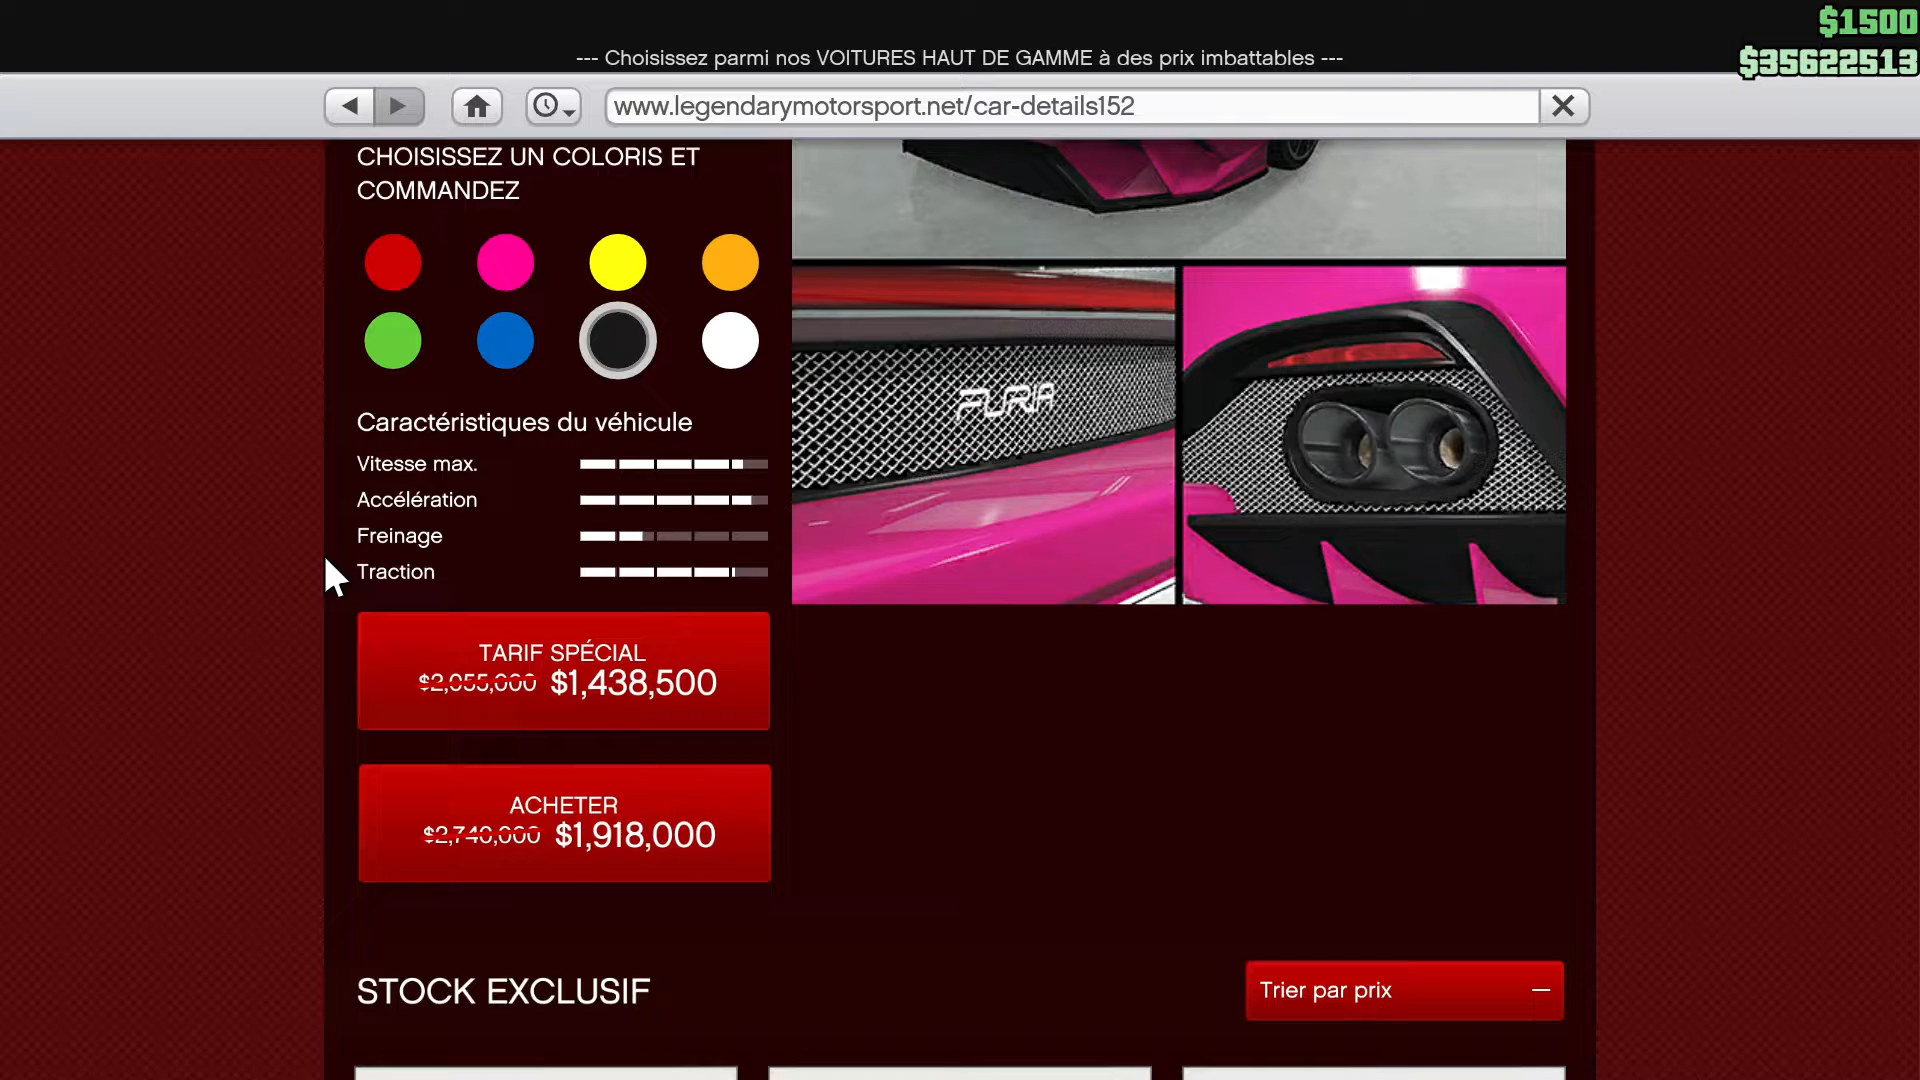 $1500
--- Choisissez parmi nos VOITURES HAUT DE GAMME à des prix imbattables ---
$35622513
www.legendarymotorsport.net/car-details152
CHOISISSEZ UN COLORIS ET
COMMANDEZ
FURIA
Caractéristiques du véhicule
Vitesse max.
Accélération
Freinage
Traction
TARIF SPÉCIAL
$2,055,000 $1,438,500
ACHETER
$2,740,000 $1,918,000
STOCK EXCLUSIF
Trier par prix